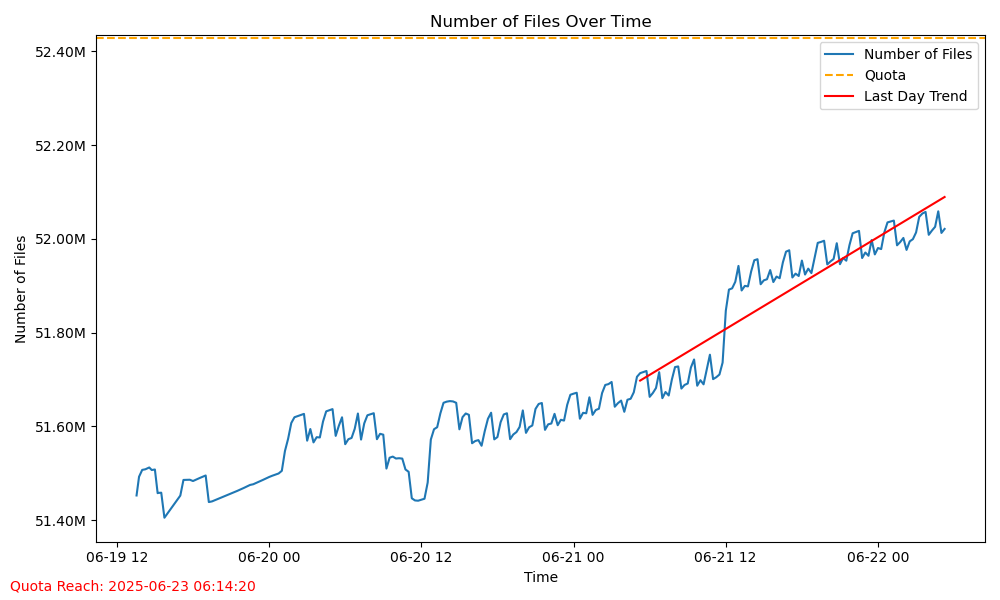 Number of Files Over Time
Number of Files
Quota
Last Day Trend
52.40M
52.20M
52.00M
51.80M
51.60M
51.40M
Number of Files
06-19 12
06-20 00
06-20 12
06-21 00
06-21 12
06-22 00
Time
Quota Reach: 2025-06-23 06:14:20